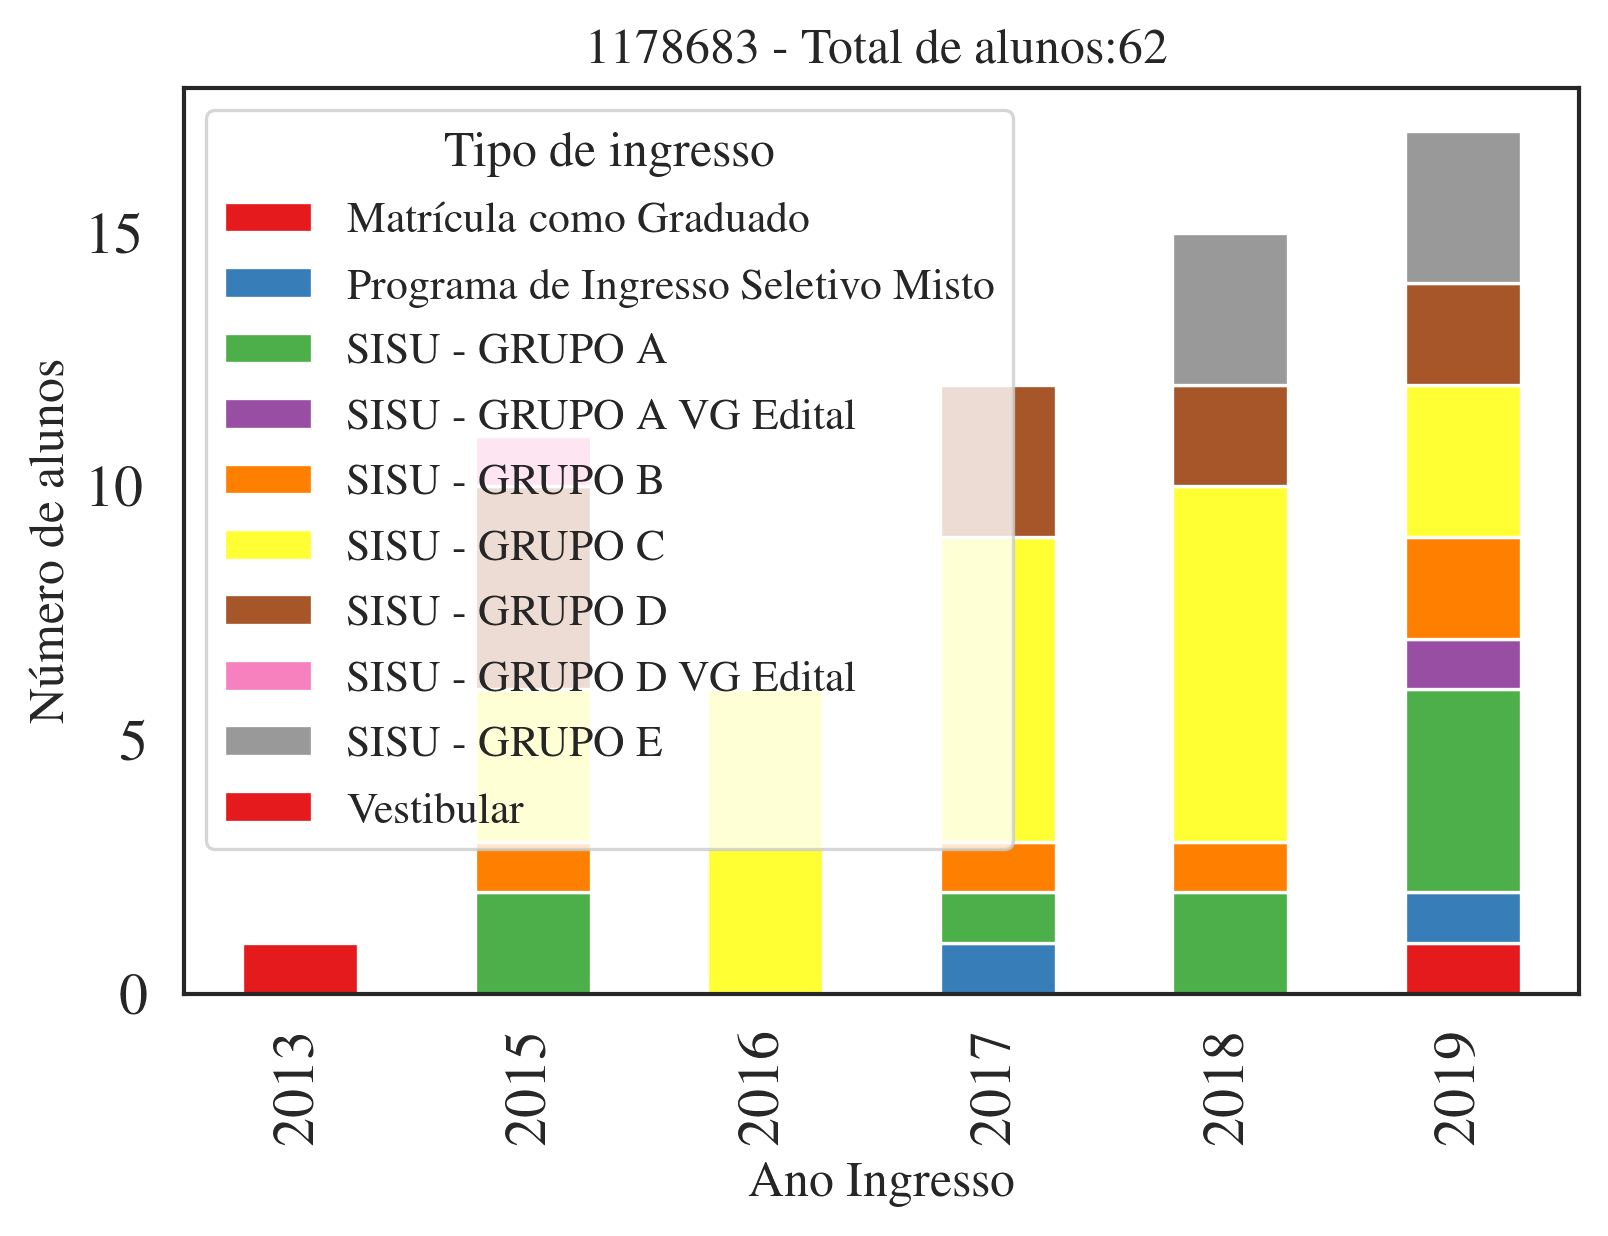 1178683 - Total de alunos:62
Tipo de ingresso
Matrícula como Graduado
Programa de Ingresso Seletivo Misto
SISU - GRUPO A
SISU - GRUPO A VG Edital
SISU - GRUPO B
SISU - GRUPO C
SISU - GRUPO D
SISU - GRUPO D VG Edital
SISU - GRUPO E
Vestibular
Número de alunos
15
10
5
0
2013
2015
2016
2017
2018
2019
Ano Ingresso